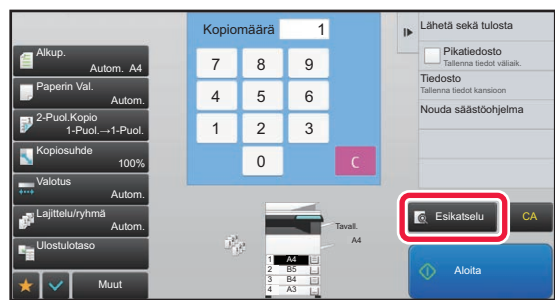 Kopiomäärä 1
Alkup.
Autom. A4
Paperin Val.
Autom.
2-Puol.Kopio
1-Puol.→1-Puol.
Kopiosuhde
100%
Valotus
Autom.
Lajittelu/ryhmä
Autom.
Ulostulotaso
Muut
7 8 9
4 5 6
1 2 3
0 C
Tavall.
A4
1 A4
2 B5
3 B4
4 A3
Lähetä sekä tulosta
Pikatiedosto
Tallenna tiedot väliaik.
Tiedosto
Tallenna tiedot kansioon
Nouda säästöohjelma
Esikatselu
CA
Aloita